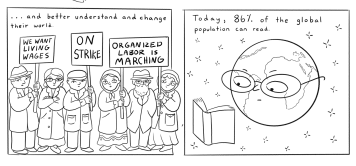 ... and better understand and change
their world.
WE WANT
LIVING
WAGES
ON
STRIKE
ORGANIZED
LABOR IS
MARCHING
Today, 86% of the global
population can read.